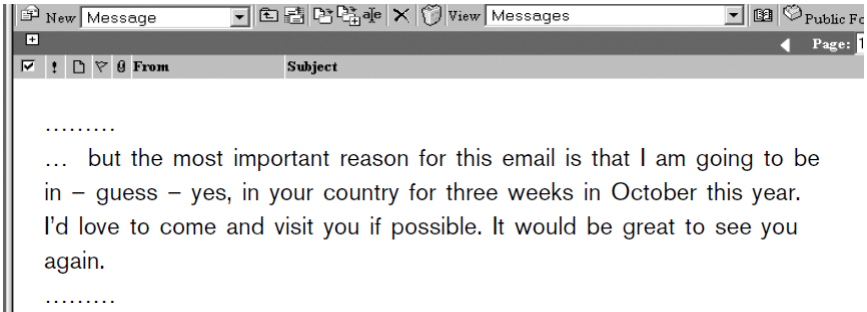 New Message View Messages Public Fo
Page: 1
From Subject
.........
... but the most important reason for this email is that I am going to be
in – guess – yes, in your country for three weeks in October this year.
I'd love to come and visit you if possible. It would be great to see you
again.
.........